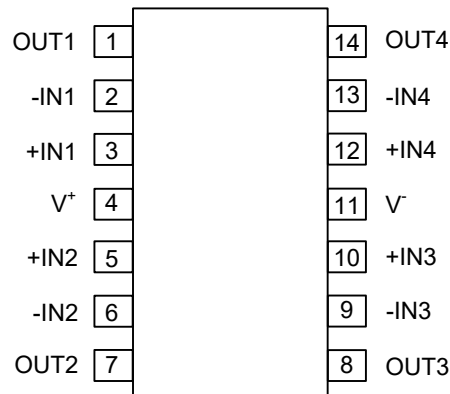 OUT1 1 14 OUT4
-IN1 2 13 -IN4
+IN1 3 12 +IN4
V⁺ 4 11 V⁻
+IN2 5 10 +IN3
-IN2 6 9 -IN3
OUT2 7 8 OUT3